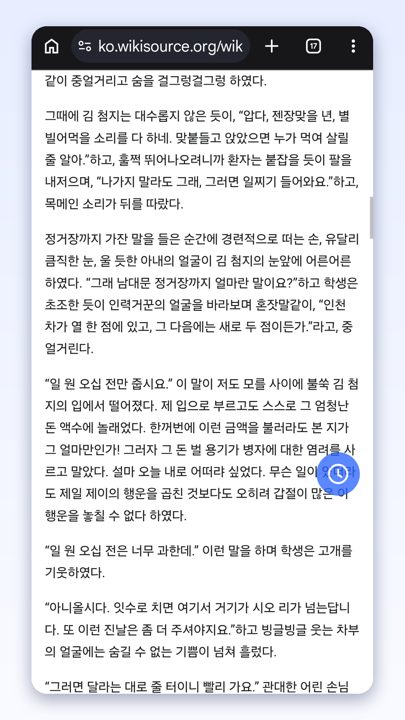 ko.wikisource.org/wik
17
같이 중얼거리고 숨을 걸그렁걸그렁 하였다.
그때에 김 첨지는 대수롭지 않은 듯이, “압다, 젠장맞을 년, 별
빌어먹을 소리를 다 하네. 맞붙들고 앉았으면 누가 먹여 살릴
줄 알아.”하고, 훌쩍 뛰어나오려니까 환자는 붙잡을 듯이 팔을
내저으며, “나가지 말라도 그래, 그러면 일찌기 들어와요.”하고,
목메인 소리가 뒤를 따랐다.
정거장까지 가잔 말을 들은 순간에 경련적으로 떠는 손, 유달리
큼직한 눈, 울 듯한 아내의 얼굴이 김 첨지의 눈앞에 어른어른
하였다. “그래 남대문 정거장까지 얼마란 말이요?”하고 학생은
초조한 듯이 인력거꾼의 얼굴을 바라보며 혼잣말같이, “인천
차가 열 한 점에 있고, 그 다음에는 새로 두 점이든가.”라고, 중
얼거린다.
“일 원 오십 전만 줍시요.” 이 말이 저도 모를 사이에 불쑥 김 첨
지의 입에서 떨어졌다. 제 입으로 부르고도 스스로 그 엄청난
돈 액수에 놀래었다. 한꺼번에 이런 금액을 불러라도 본 지가
그 얼마만인가! 그러자 그 돈 벌 용기가 병자에 대한 염려를 사
르고 말았다. 설마 오늘 내로 어떠랴 싶었다. 무슨 일이
도 제일 제이의 행운을 곱친 것보다도 오히려 갑절이 많은 이
행운을 놓칠 수 없다 하였다.
“일 원 오십 전은 너무 과한데.” 이런 말을 하며 학생은 고개를
기웃하였다.
“아니올시다. 잇수로 치면 여기서 거기가 시오 리가 넘는답니
다. 또 이런 진날은 좀 더 주셔야지요.”하고 빙글빙글 웃는 차부
의 얼굴에는 숨길 수 없는 기쁨이 넘쳐 흘렀다.
“그러면 달라는 대로 줄 터이니 빨리 가요.” 관대한 어린 손님